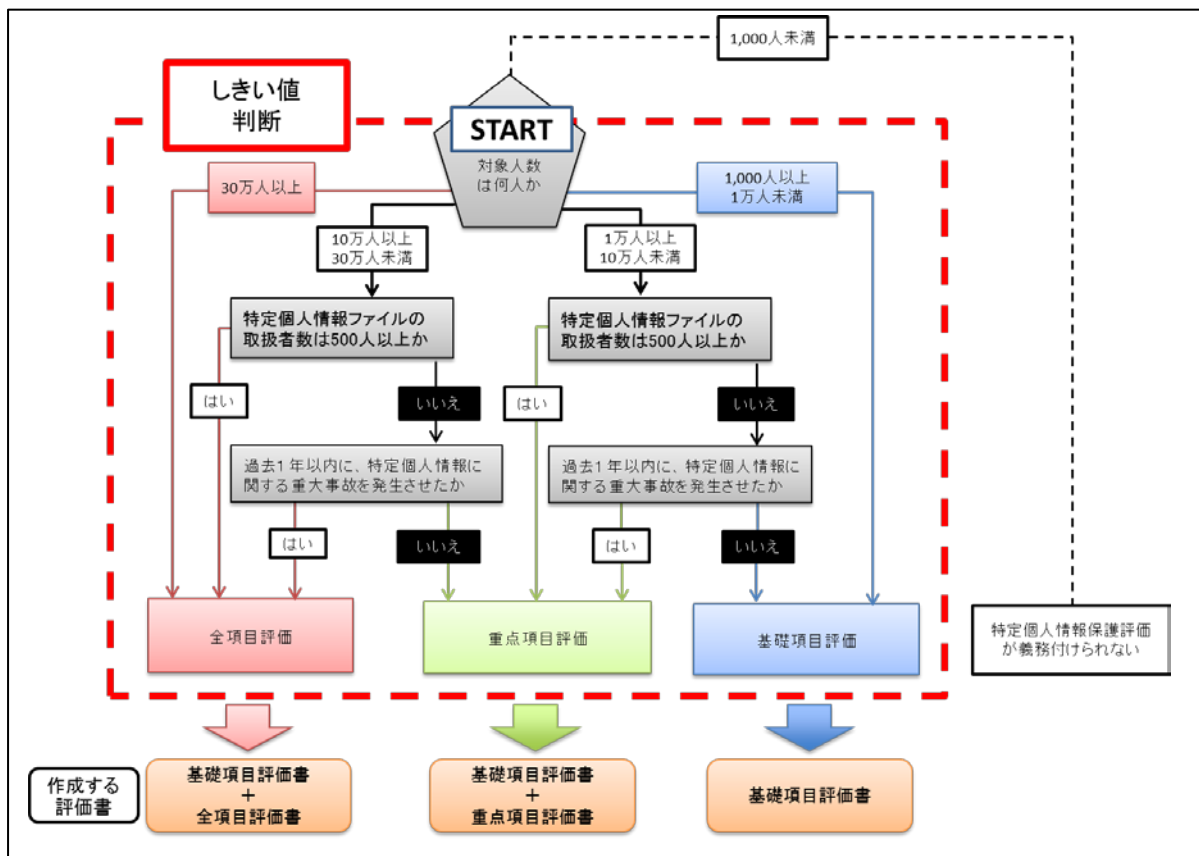 1,000人未満
しきい値
判断
START
対象人数
は何人か
30万人以上
1,000人以上
1万人未満
10万人以上
30万人未満
1万人以上
10万人未満
特定個人情報ファイルの
取扱者数は500人以上か
特定個人情報ファイルの
取扱者数は500人以上か
はい
いいえ
はい
いいえ
過去1年以内に、特定個人情報に
関する重大事故を発生させたか
過去1年以内に、特定個人情報に
関する重大事故を発生させたか
はい
いいえ
はい
いいえ
全項目評価
重点項目評価
基礎項目評価
特定個人情報保護評価
が義務付けられない
作成する
評価書
基礎項目評価書
+
全項目評価書
基礎項目評価書
+
重点項目評価書
基礎項目評価書